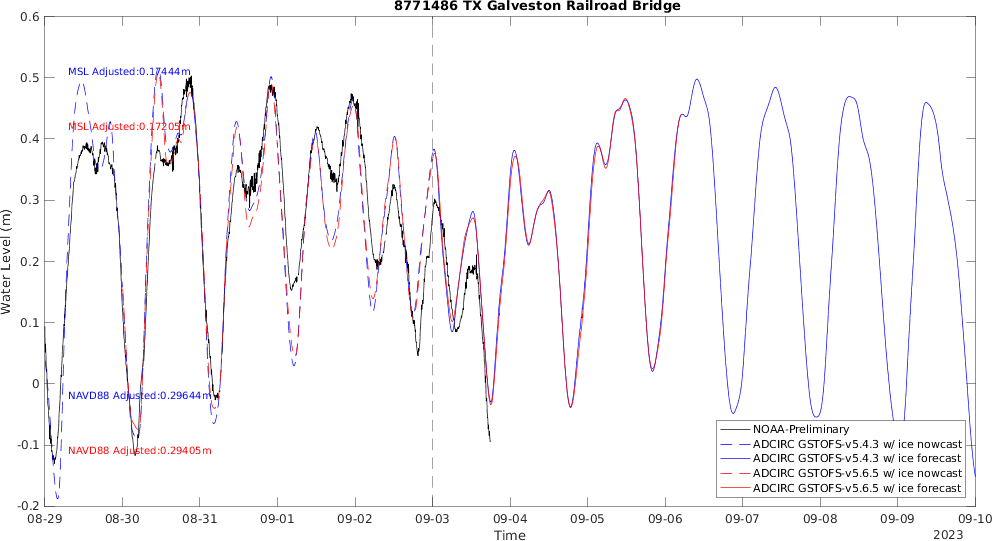 8771486 TX Galveston Railroad Bridge
0.6
0.5
0.4
0.3
0.2
0.1
0
-0.1
-0.2
Water Level (m)
MSL Adjusted:0.17444m
MSL Adjusted:0.17205m
NAVD88 Adjusted:0.29644m
NAVD88 Adjusted:0.29405m
NOAA-Preliminary
ADCIRC GSTOFS-v5.4.3 w/ ice nowcast
ADCIRC GSTOFS-v5.4.3 w/ ice forecast
ADCIRC GSTOFS-v5.6.5 w/ ice nowcast
ADCIRC GSTOFS-v5.6.5 w/ ice forecast
08-29 08-30 08-31 09-01 09-02 09-03 09-04 09-05 09-06 09-07 09-08 09-09 09-10
Time
2023